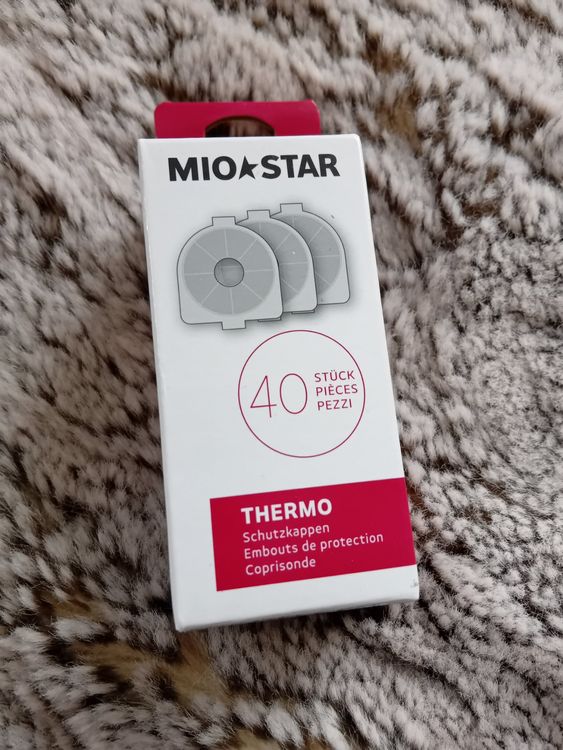 MIO★STAR
40
STÜCK
PIÈCES
PEZZI
THERMO
Schutzkappen
Embouts de protection
Coprisonde